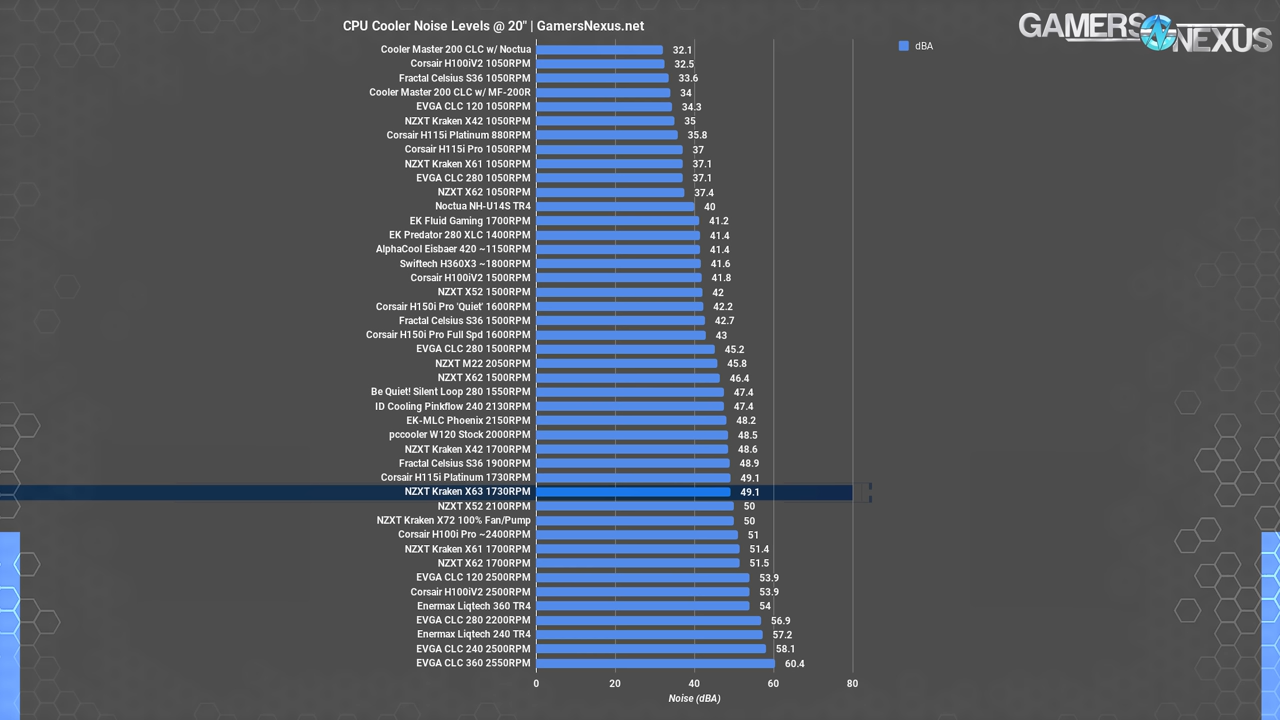 CPU Cooler Noise Levels @ 20" | GamersNexus.net
GAMERS NEXUS
dBA
Cooler Master 200 CLC w/ Noctua 32.1
Corsair H100iV2 1050RPM 32.5
Fractal Celsius S36 1050RPM 33.6
Cooler Master 200 CLC w/ MF-200R 34
EVGA CLC 120 1050RPM 34.3
NZXT Kraken X42 1050RPM 35
Corsair H115i Platinum 880RPM 35.8
Corsair H115i Pro 1050RPM 37
NZXT Kraken X61 1050RPM 37.1
EVGA CLC 280 1050RPM 37.1
NZXT X62 1050RPM 37.4
Noctua NH-U14S TR4 40
EK Fluid Gaming 1700RPM 41.2
EK Predator 280 XLC 1400RPM 41.4
AlphaCool Eisbaer 420 ~1150RPM 41.4
Swiftech H360X3 ~1800RPM 41.6
Corsair H100iV2 1500RPM 41.8
NZXT X52 1500RPM 42
Corsair H150i Pro 'Quiet' 1600RPM 42.2
Fractal Celsius S36 1500RPM 42.7
Corsair H150i Pro Full Spd 1600RPM 43
EVGA CLC 280 1500RPM 45.2
NZXT M22 2050RPM 45.8
NZXT X62 1500RPM 46.4
Be Quiet! Silent Loop 280 1550RPM 47.4
ID Cooling Pinkflow 240 2130RPM 47.4
EK-MLC Phoenix 2150RPM 48.2
pccooler W120 Stock 2000RPM 48.5
NZXT Kraken X42 1700RPM 48.6
Fractal Celsius S36 1900RPM 48.9
Corsair H115i Platinum 1730RPM 49.1
NZXT Kraken X63 1730RPM 49.1
NZXT X52 2100RPM 50
NZXT Kraken X72 100% Fan/Pump 50
Corsair H100i Pro ~2400RPM 51
NZXT Kraken X61 1700RPM 51.4
NZXT X62 1700RPM 51.5
EVGA CLC 120 2500RPM 53.9
Corsair H100iV2 2500RPM 53.9
Enermax Liqtech 360 TR4 54
EVGA CLC 280 2200RPM 56.9
Enermax Liqtech 240 TR4 57.2
EVGA CLC 240 2500RPM 58.1
EVGA CLC 360 2550RPM 60.4
0 20 40 60 80
Noise (dBA)